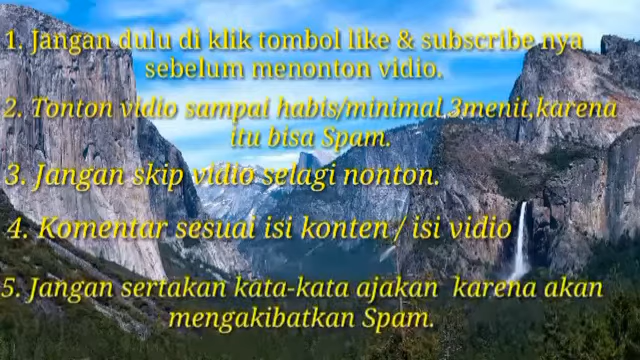 1. Jangan dulu di klik tombol like & subscribe nya
sebelum menonton vidio.
2. Tonton vidio sampai habis/minimal 3menit,karena
itu bisa Spam.
3. Jangan skip vidio selagi nonton.
4. Komentar sesuai isi konten / isi vidio
5. Jangan sertakan kata-kata ajakan karena akan
mengakibatkan Spam.